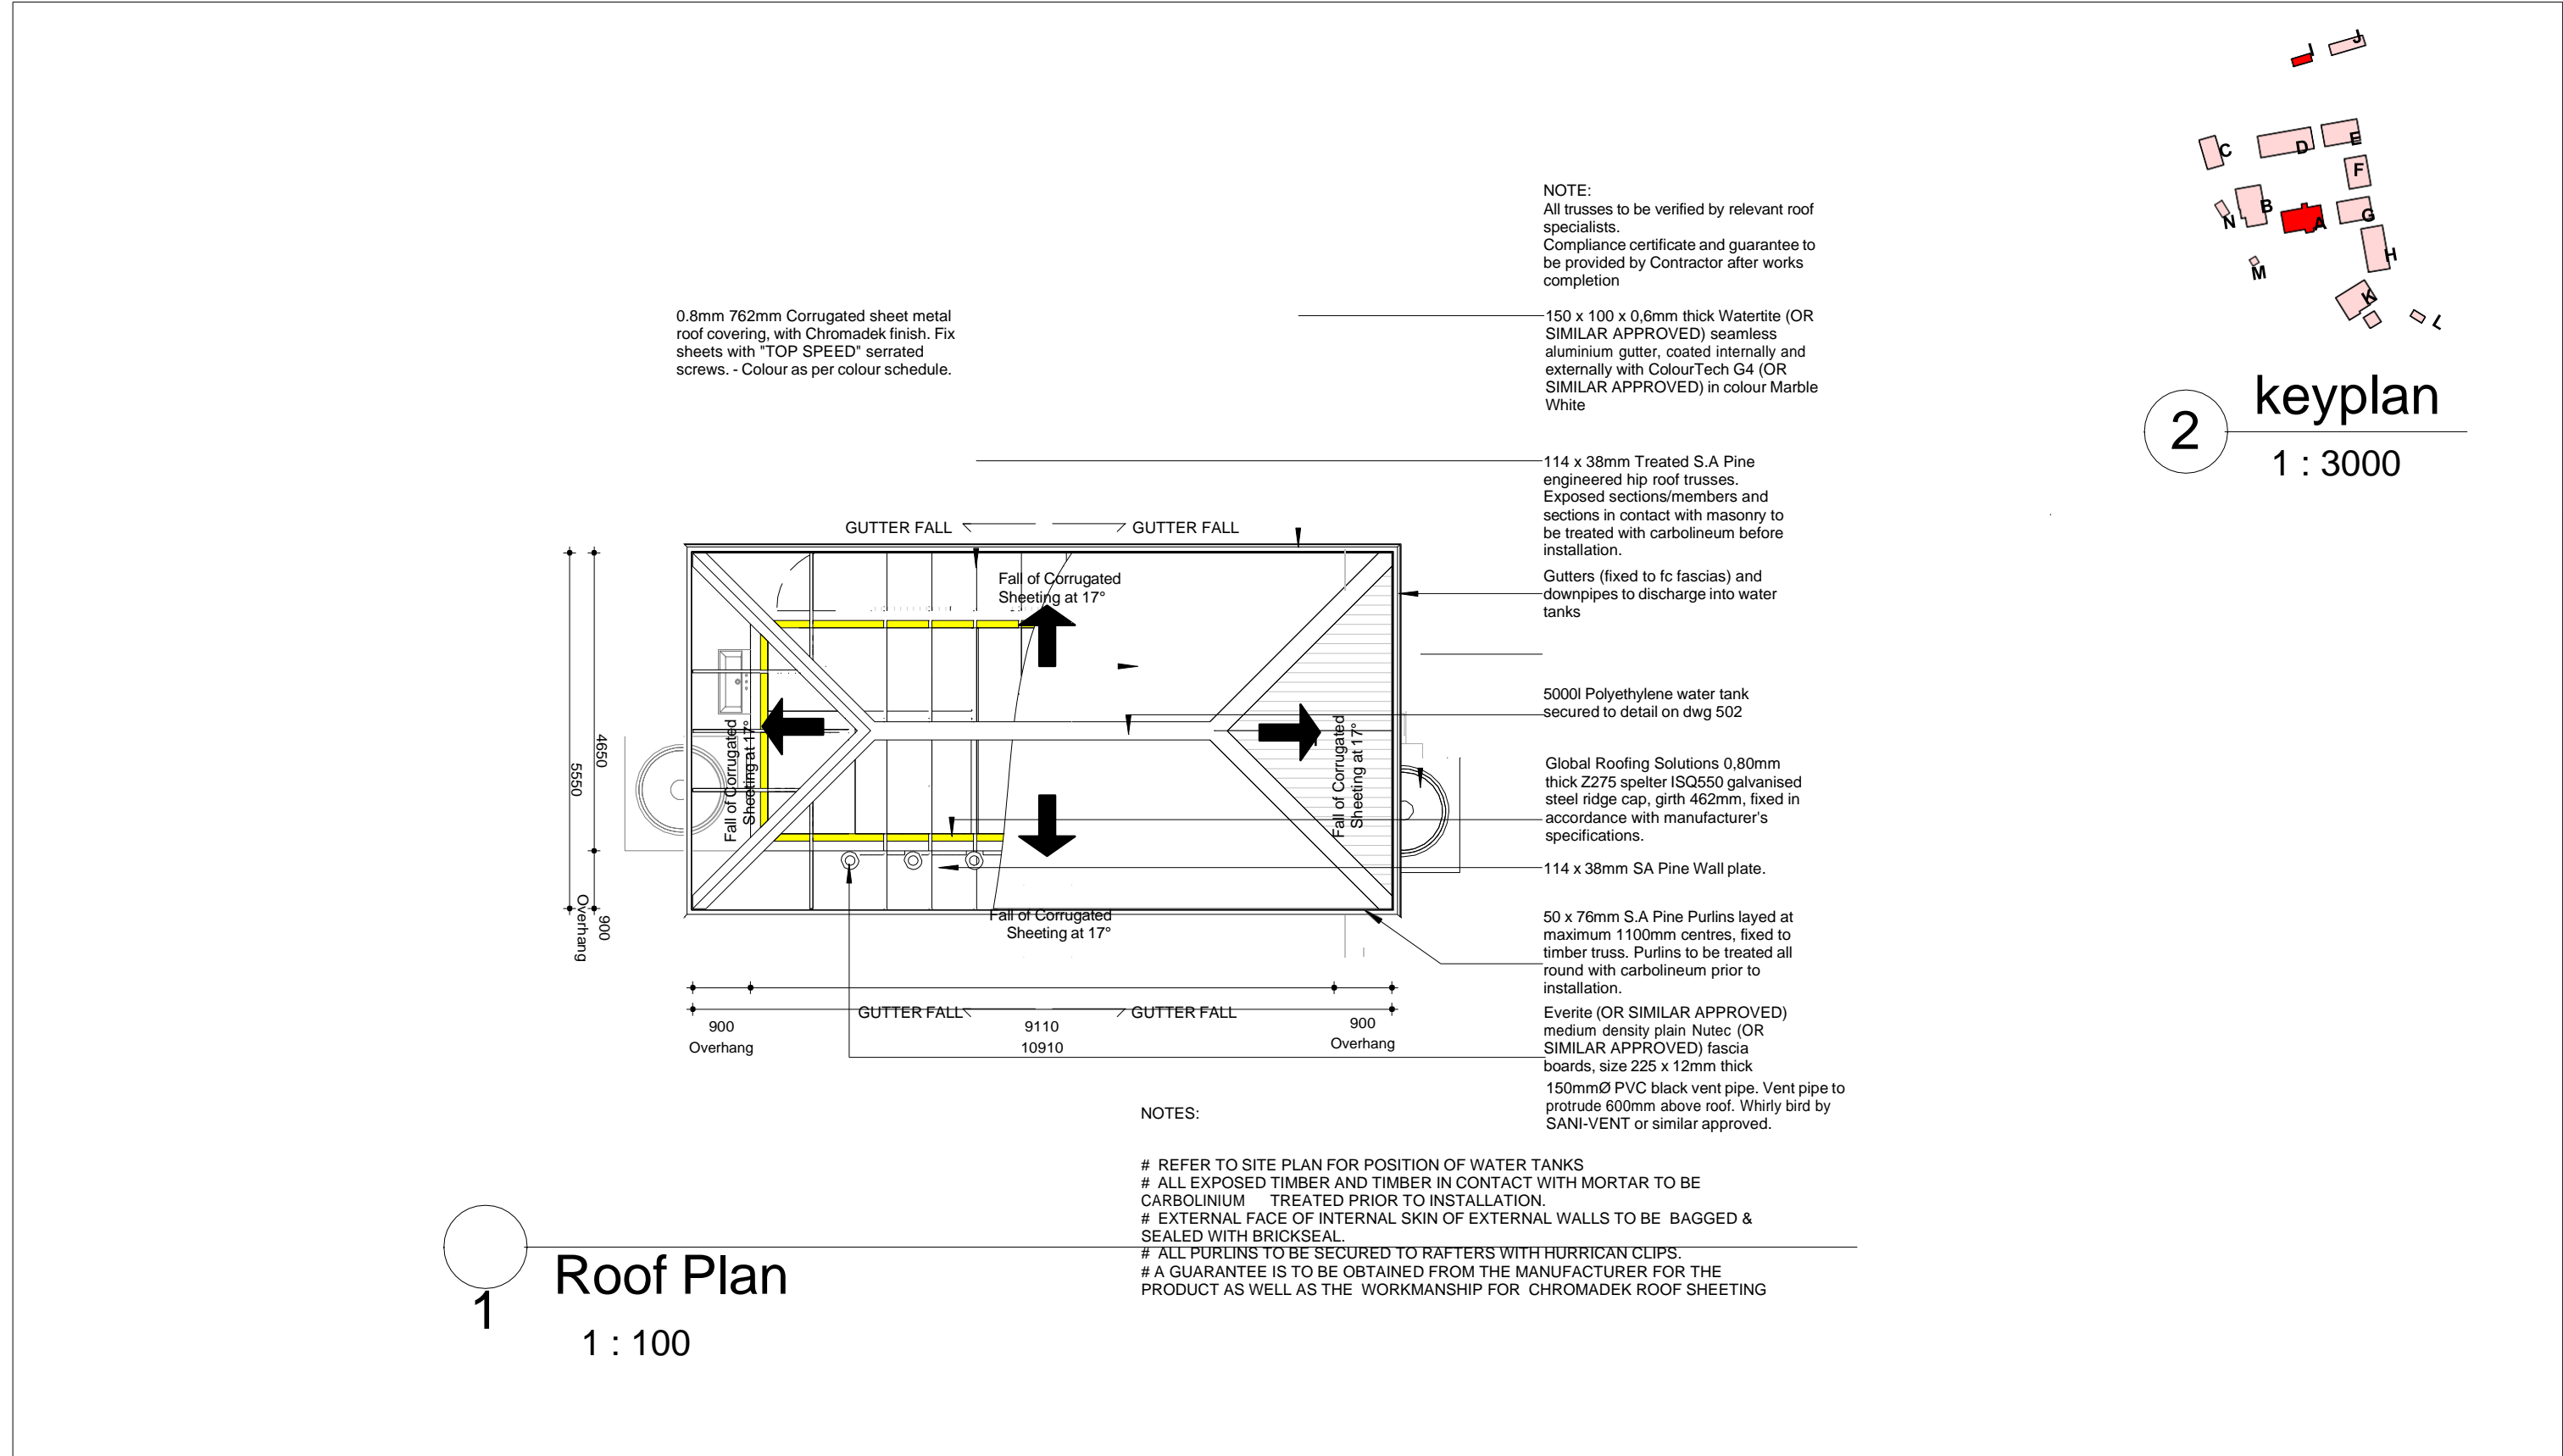 I
J
C
D
E
F
B
N
A
G
H
M
K
L
2
keyplan
1 : 3000
NOTE:
All trusses to be verified by relevant roof
specialists.
Compliance certificate and guarantee to
be provided by Contractor after works
completion
0.8mm 762mm Corrugated sheet metal
roof covering, with Chromadek finish. Fix
sheets with "TOP SPEED" serrated
screws. - Colour as per colour schedule.
150 x 100 x 0,6mm thick Watertite (OR
SIMILAR APPROVED) seamless
aluminium gutter, coated internally and
externally with ColourTech G4 (OR
SIMILAR APPROVED) in colour Marble
White
114 x 38mm Treated S.A Pine
engineered hip roof trusses.
Exposed sections/members and
sections in contact with masonry to
be treated with carbolineum before
installation.
Gutters (fixed to fc fascias) and
downpipes to discharge into water
tanks
5000l Polyethylene water tank
secured to detail on dwg 502
Global Roofing Solutions 0,80mm
thick Z275 spelter ISQ550 galvanised
steel ridge cap, girth 462mm, fixed in
accordance with manufacturer's
specifications.
114 x 38mm SA Pine Wall plate.
50 x 76mm S.A Pine Purlins layed at
maximum 1100mm centres, fixed to
timber truss. Purlins to be treated all
round with carbolineum prior to
installation.
Everite (OR SIMILAR APPROVED)
medium density plain Nutec (OR
SIMILAR APPROVED) fascia
boards, size 225 x 12mm thick
150mmØ PVC black vent pipe. Vent pipe to
protrude 600mm above roof. Whirly bird by
SANI-VENT or similar approved.
GUTTER FALL
GUTTER FALL
Fall of Corrugated
Sheeting at 17°
Fall of Corrugated
Sheeting at 17°
Fall of Corrugated
Sheeting at 17°
Fall of Corrugated
Sheeting at 17°
4650
5550
900
Overhang
GUTTER FALL
GUTTER FALL
900
Overhang
9110
10910
900
Overhang
NOTES:
# REFER TO SITE PLAN FOR POSITION OF WATER TANKS
# ALL EXPOSED TIMBER AND TIMBER IN CONTACT WITH MORTAR TO BE
CARBOLINIUM TREATED PRIOR TO INSTALLATION.
# EXTERNAL FACE OF INTERNAL SKIN OF EXTERNAL WALLS TO BE BAGGED &
SEALED WITH BRICKSEAL.
# ALL PURLINS TO BE SECURED TO RAFTERS WITH HURRICAN CLIPS.
# A GUARANTEE IS TO BE OBTAINED FROM THE MANUFACTURER FOR THE
PRODUCT AS WELL AS THE WORKMANSHIP FOR CHROMADEK ROOF SHEETING
1
Roof Plan
1 : 100